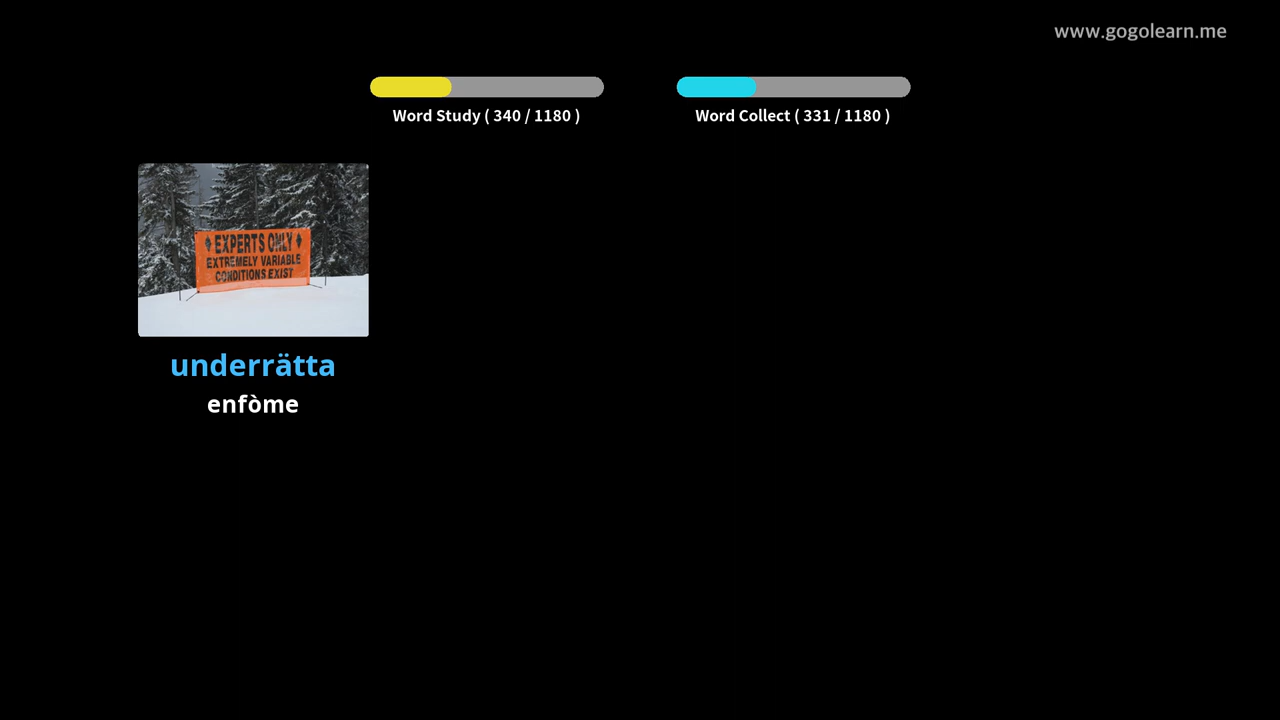 www.gogolearn.me
Word Study ( 340 / 1180 )
Word Collect ( 331 / 1180 )
EXPERTS ONLY
EXTREMELY VARIABLE
CONDITIONS EXIST
underrätta
enfòme